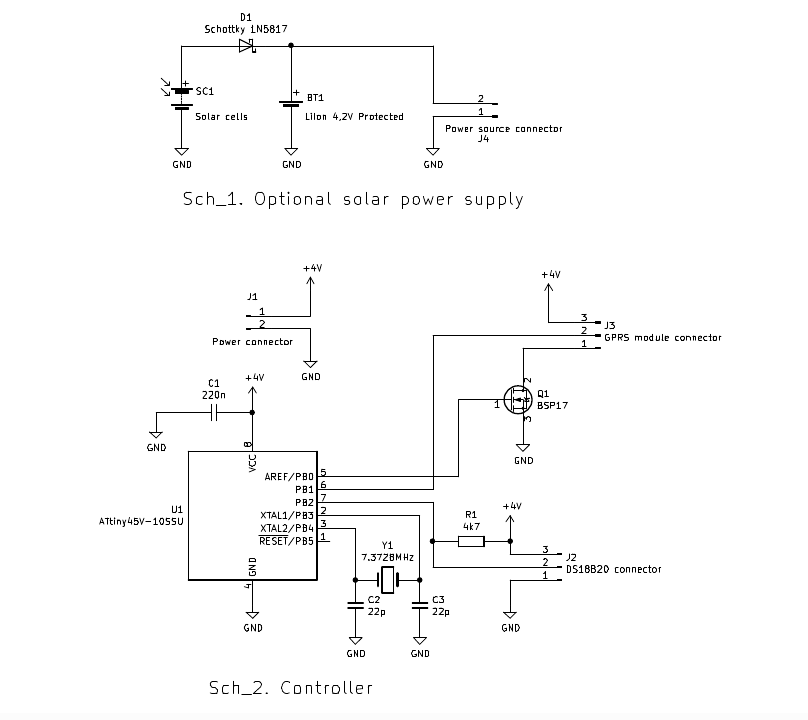 D1
Schottky 1N5817
+
SC1
Solar cells
+
BT1
LiIon 4,2V Protected
2
1
Power source connector
J4
GND
GND
GND
Sch_1. Optional solar power supply
+4V
+4V
J1
1
2
Power connector
GND
3
2
1
J3
GPRS module connector
C1
220n
+4V
GND
2
1
3
Q1
BSP17
GND
8
VCC
U1
ATtiny45V-10SSU
AREF/PB0
PB1
PB2
XTAL1/PB3
XTAL2/PB4
RESET/PB5
5
6
7
2
3
1
GND
4
GND
Y1
7.3728MHz
C2
22p
C3
22p
GND
GND
R1
4k7
+4V
3
2
1
J2
DS18B20 connector
GND
Sch_2. Controller